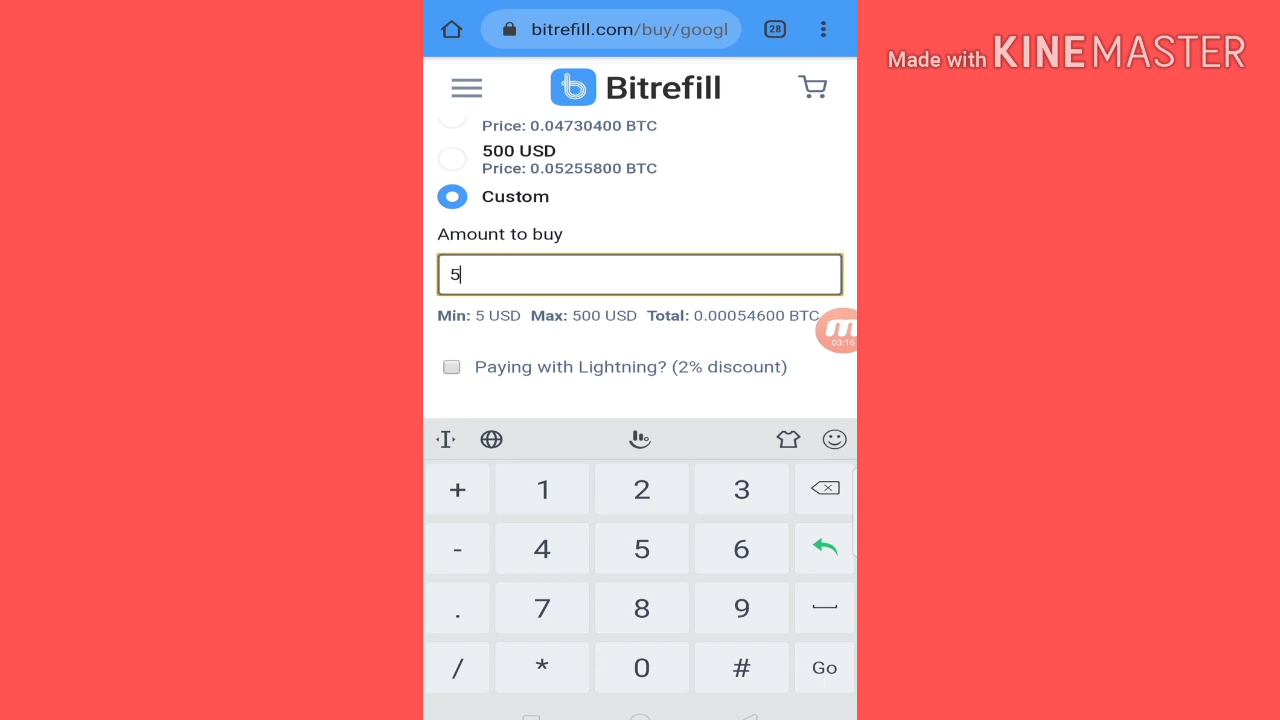 bitrefill.com/buy/googl
28
Made with KINEMASTER
Bitrefill
Price: 0.04730400 BTC
500 USD
Price: 0.05255800 BTC
Custom
Amount to buy
5
Min: 5 USD Max: 500 USD Total: 0.00054600 BTC
03:16
Paying with Lightning? (2% discount)
+ 1 2 3
- 4 5 6
. 7 8 9
/ * 0 # Go